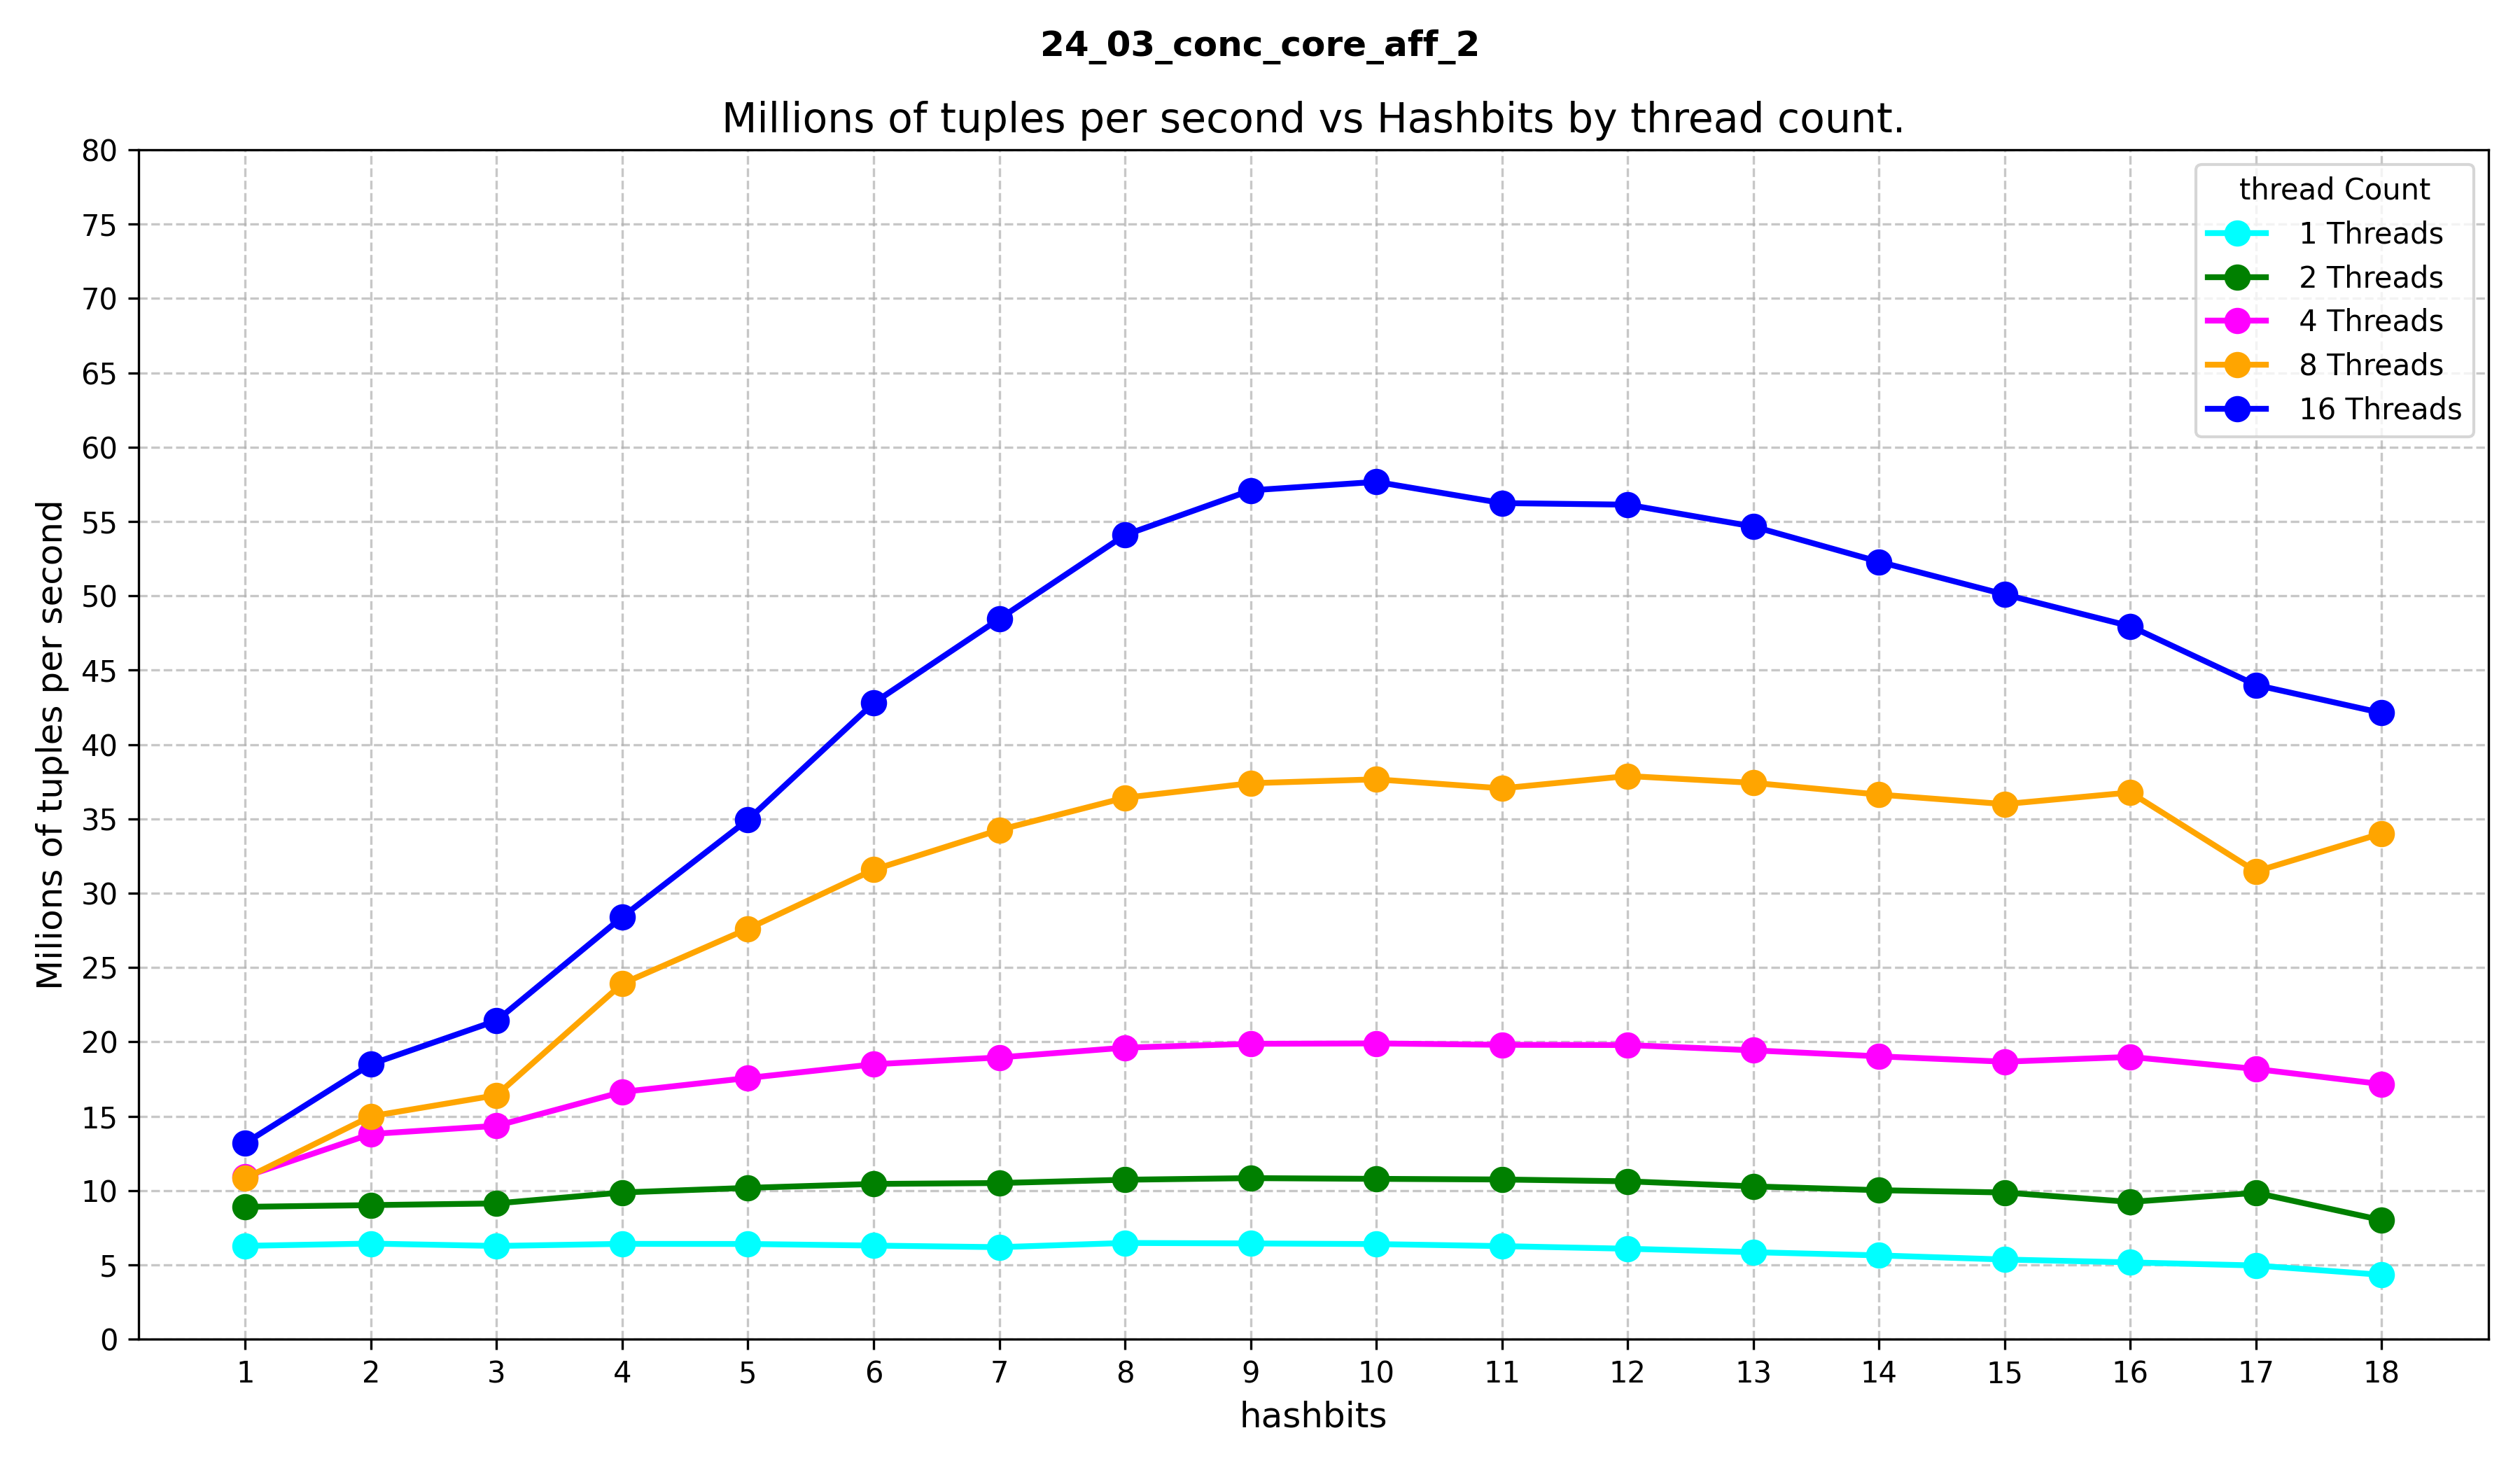 24_03_conc_core_aff_2
Millions of tuples per second vs Hashbits by thread count.
Millions of tuples per second
80
75
70
65
60
55
50
45
40
35
30
25
20
15
10
5
0
thread Count
1 Threads
2 Threads
4 Threads
8 Threads
16 Threads
1 2 3 4 5 6 7 8 9 10 11 12 13 14 15 16 17 18
hashbits